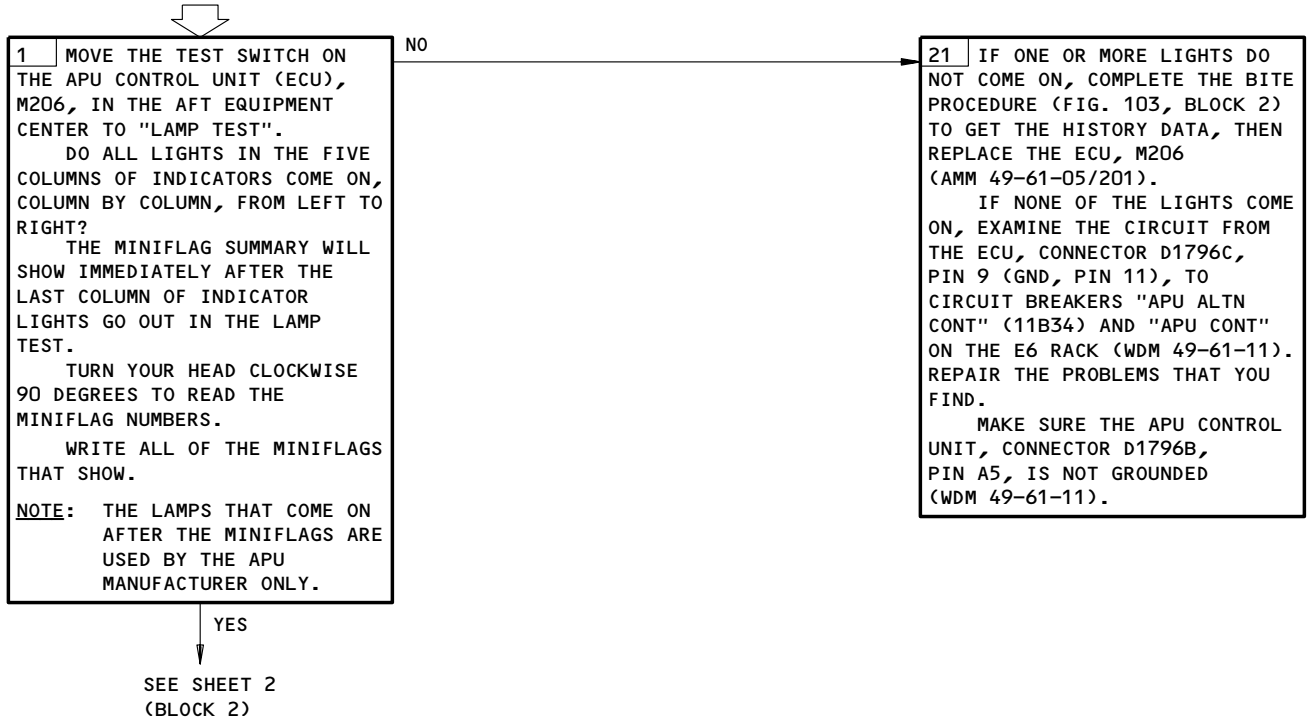 1 MOVE THE TEST SWITCH ON
THE APU CONTROL UNIT (ECU),
M206, IN THE AFT EQUIPMENT
CENTER TO "LAMP TEST".
DO ALL LIGHTS IN THE FIVE
COLUMNS OF INDICATORS COME ON,
COLUMN BY COLUMN, FROM LEFT TO
RIGHT?
THE MINIFLAG SUMMARY WILL
SHOW IMMEDIATELY AFTER THE
LAST COLUMN OF INDICATOR
LIGHTS GO OUT IN THE LAMP
TEST.
TURN YOUR HEAD CLOCKWISE
90 DEGREES TO READ THE
MINIFLAG NUMBERS.
WRITE ALL OF THE MINIFLAGS
THAT SHOW.
NOTE: THE LAMPS THAT COME ON
AFTER THE MINIFLAGS ARE
USED BY THE APU
MANUFACTURER ONLY.
NO
21 IF ONE OR MORE LIGHTS DO
NOT COME ON, COMPLETE THE BITE
PROCEDURE (FIG. 103, BLOCK 2)
TO GET THE HISTORY DATA, THEN
REPLACE THE ECU, M206
(AMM 49-61-05/201).
IF NONE OF THE LIGHTS COME
ON, EXAMINE THE CIRCUIT FROM
THE ECU, CONNECTOR D1796C,
PIN 9 (GND, PIN 11), TO
CIRCUIT BREAKERS "APU ALTN
CONT" (11B34) AND "APU CONT"
ON THE E6 RACK (WDM 49-61-11).
REPAIR THE PROBLEMS THAT YOU
FIND.
MAKE SURE THE APU CONTROL
UNIT, CONNECTOR D1796B,
PIN A5, IS NOT GROUNDED
(WDM 49-61-11).
YES
SEE SHEET 2
(BLOCK 2)